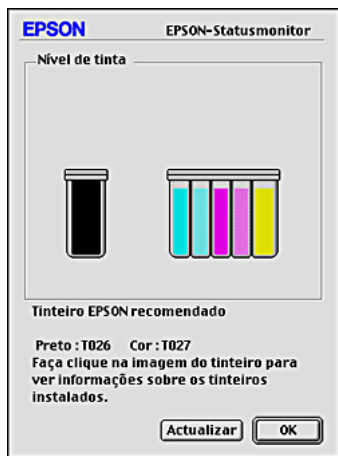 EPSON EPSON-Statusmonitor
Nível de tinta
Tinteiro EPSON recomendado
Preto : T026 Cor : T027
Faça clique na imagem do tinteiro para
ver informações sobre os tinteiros
instalados.
Actualizar OK